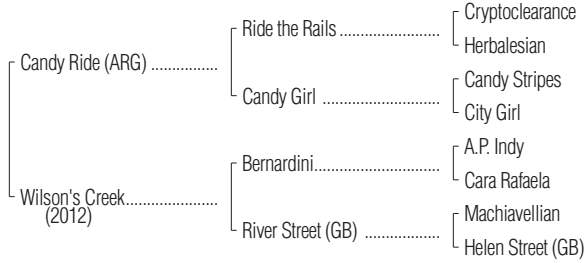 Cryptoclearance
Ride the Rails
Herbalesian
Candy Ride (ARG)
Candy Stripes
Candy Girl
City Girl
A.P. Indy
Bernardini
Cara Rafaela
Wilson's Creek
(2012)
Machiavellian
River Street (GB)
Helen Street (GB)